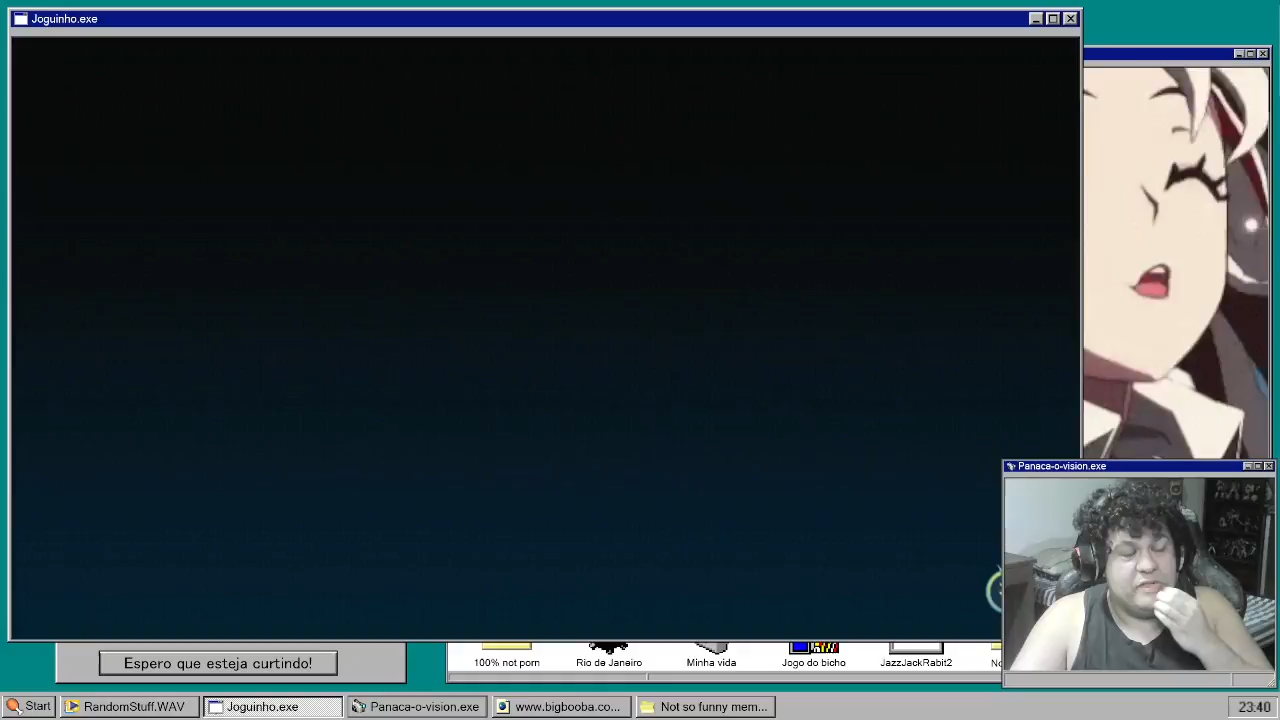 Joguinho.exe
Panaca-o-vision.exe
Espero que esteja curtindo!
100% not porn
Rio de Janeiro
Minha vida
Jogo do bicho
JazzJackRabit2
Start
RandomStuff.WAV
Joguinho.exe
Panaca-o-vision.exe
www.bigbooba.co...
Not so funny mem...
23:40